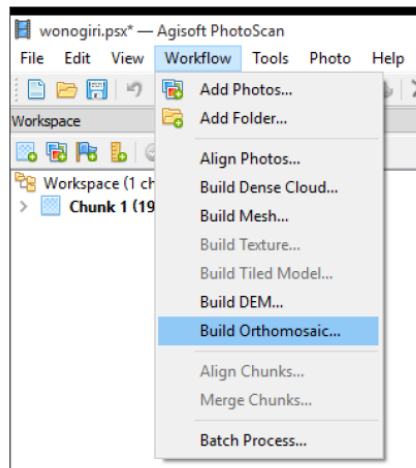 wonogiri.psx* — Agisoft PhotoScan
File Edit View Workflow Tools Photo Help
Workspace
Add Photos...
Add Folder...
Workspace (1 ch
Chunk 1 (19
Align Photos...
Build Dense Cloud...
Build Mesh...
Build Texture...
Build Tiled Model...
Build DEM...
Build Orthomosaic...
Align Chunks...
Merge Chunks...
Batch Process...